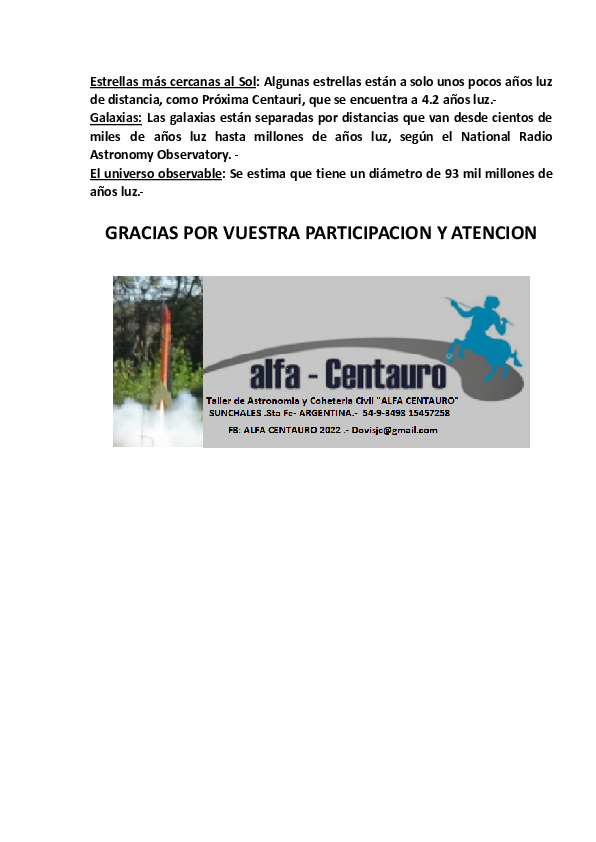 Estrellas más cercanas al Sol: Algunas estrellas están a solo unos pocos años luz
de distancia, como Próxima Centauri, que se encuentra a 4.2 años luz.-
Galaxias: Las galaxias están separadas por distancias que van desde cientos de
miles de años luz hasta millones de años luz, según el National Radio
Astronomy Observatory. -
El universo observable: Se estima que tiene un diámetro de 93 mil millones de
años luz.-
GRACIAS POR VUESTRA PARTICIPACION Y ATENCION
alfa - Centauro
Taller de Astronomia y Coheteria Civil "ALFA CENTAURO"
SUNCHALES .Sta Fe- ARGENTINA.- 54-9-3498 15457258
FB: ALFA CENTAURO 2022 .- Dovisjc@gmail.com